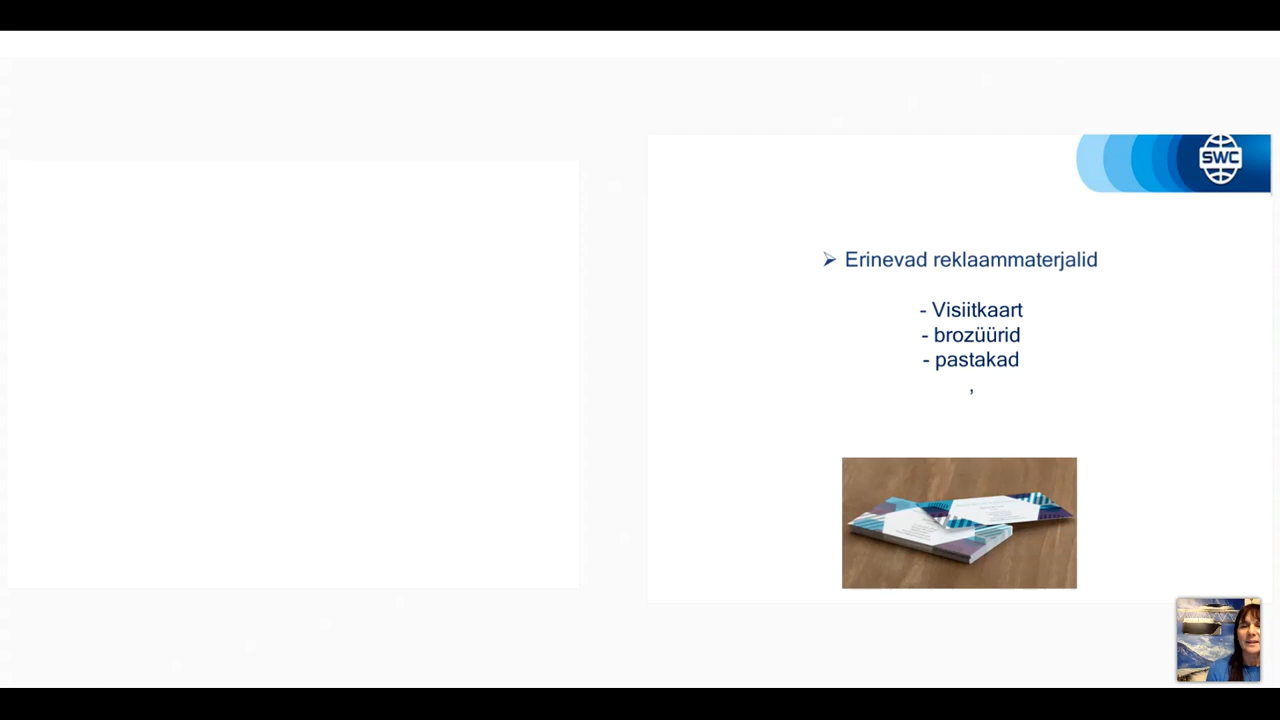 SWC
➢ Erinevad reklaammaterjalid
- Visiitkaart
- brozüürid
- pastakad
,